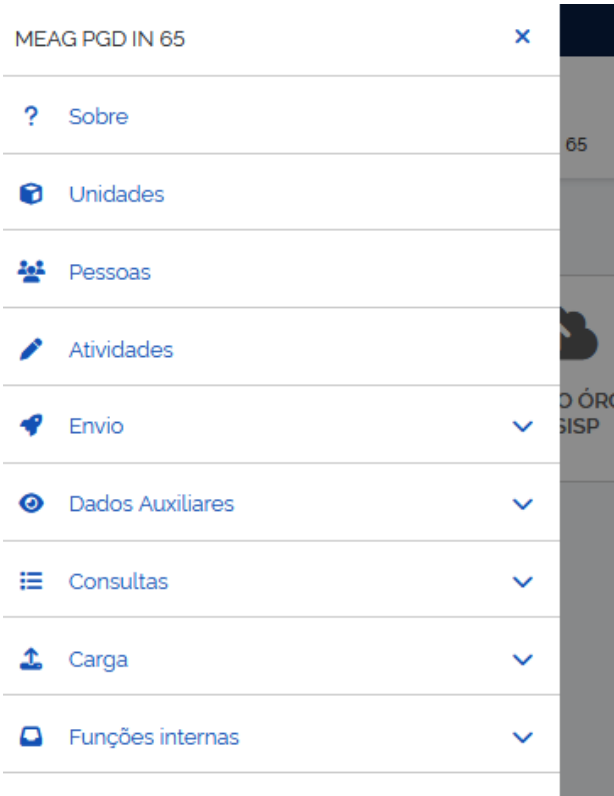 MEAG PGD IN 65
Sobre
65
Unidades
Pessoas
Atividades
O ÓRG
SISP
Envio
Dados Auxiliares
Consultas
Carga
Funções internas